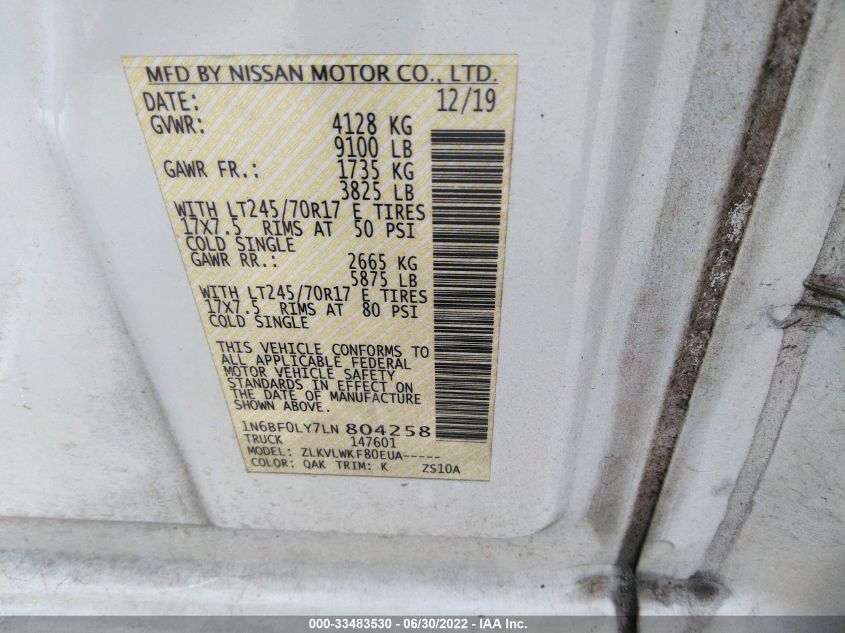 MFD BY NISSAN MOTOR CO., LTD.
DATE: 12/19
GVWR: 4128 KG
9100 LB
GAWR FR.: 1735 KG
3825 LB
WITH LT245/70R17 E TIRES
17X7.5 RIMS AT 50 PSI
COLD SINGLE
GAWR RR.: 2665 KG
5875 LB
WITH LT245/70R17 E TIRES
17X7.5 RIMS AT 80 PSI
COLD SINGLE
THIS VEHICLE CONFORMS TO
ALL APPLICABLE FEDERAL
MOTOR VEHICLE SAFETY
STANDARDS IN EFFECT ON
THE DATE OF MANUFACTURE
SHOWN ABOVE.
1N6BF0LY7LN 804258
TRUCK 147601
MODEL: ZLKVLWKF80EUA-----
COLOR: QAK TRIM: K ZS10A
000-33483530 - 06/30/2022 - IAA Inc.